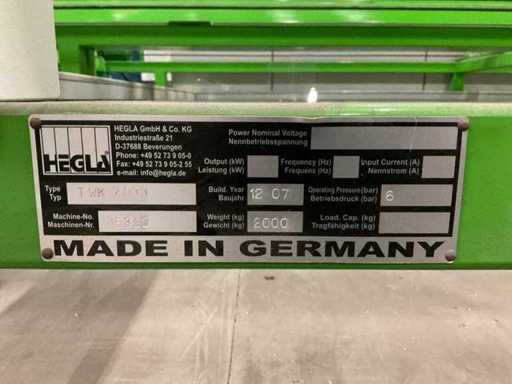 HEGLA
HEGLA GmbH & Co. KG
Industriestraße 21
D-37688 Beverungen
Phone: +49 52 73 9 05-0
Fax: +49 52 73 9 05-2 55
e-mail: info@hegla.de
Power Nominal Voltage
Nennbetriebsspannung
Output (kW)
Leistung (kW)
Frequency (Hz)
Frequenz (Hz)
Input Current (A)
Nennstrom (A)
Type
Typ
Build. Year
Baujahr
12 07
Operating Pressure (bar)
Betriebsdruck (bar)
6
Machine-No.
Maschinen-Nr.
Weight (kg)
Gewicht (kg)
2000
Load. Cap. (kg)
Tragfähigkeit (kg)
MADE IN GERMANY